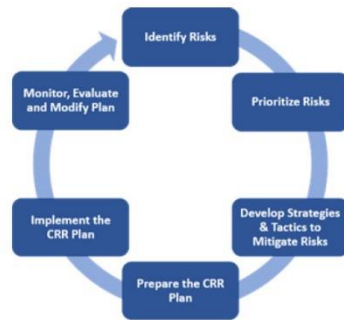 Identify Risks
Prioritize Risks
Develop Strategies
& Tactics to
Mitigate Risks
Prepare the CRR
Plan
Implement the
CRR Plan
Monitor, Evaluate
and Modify Plan